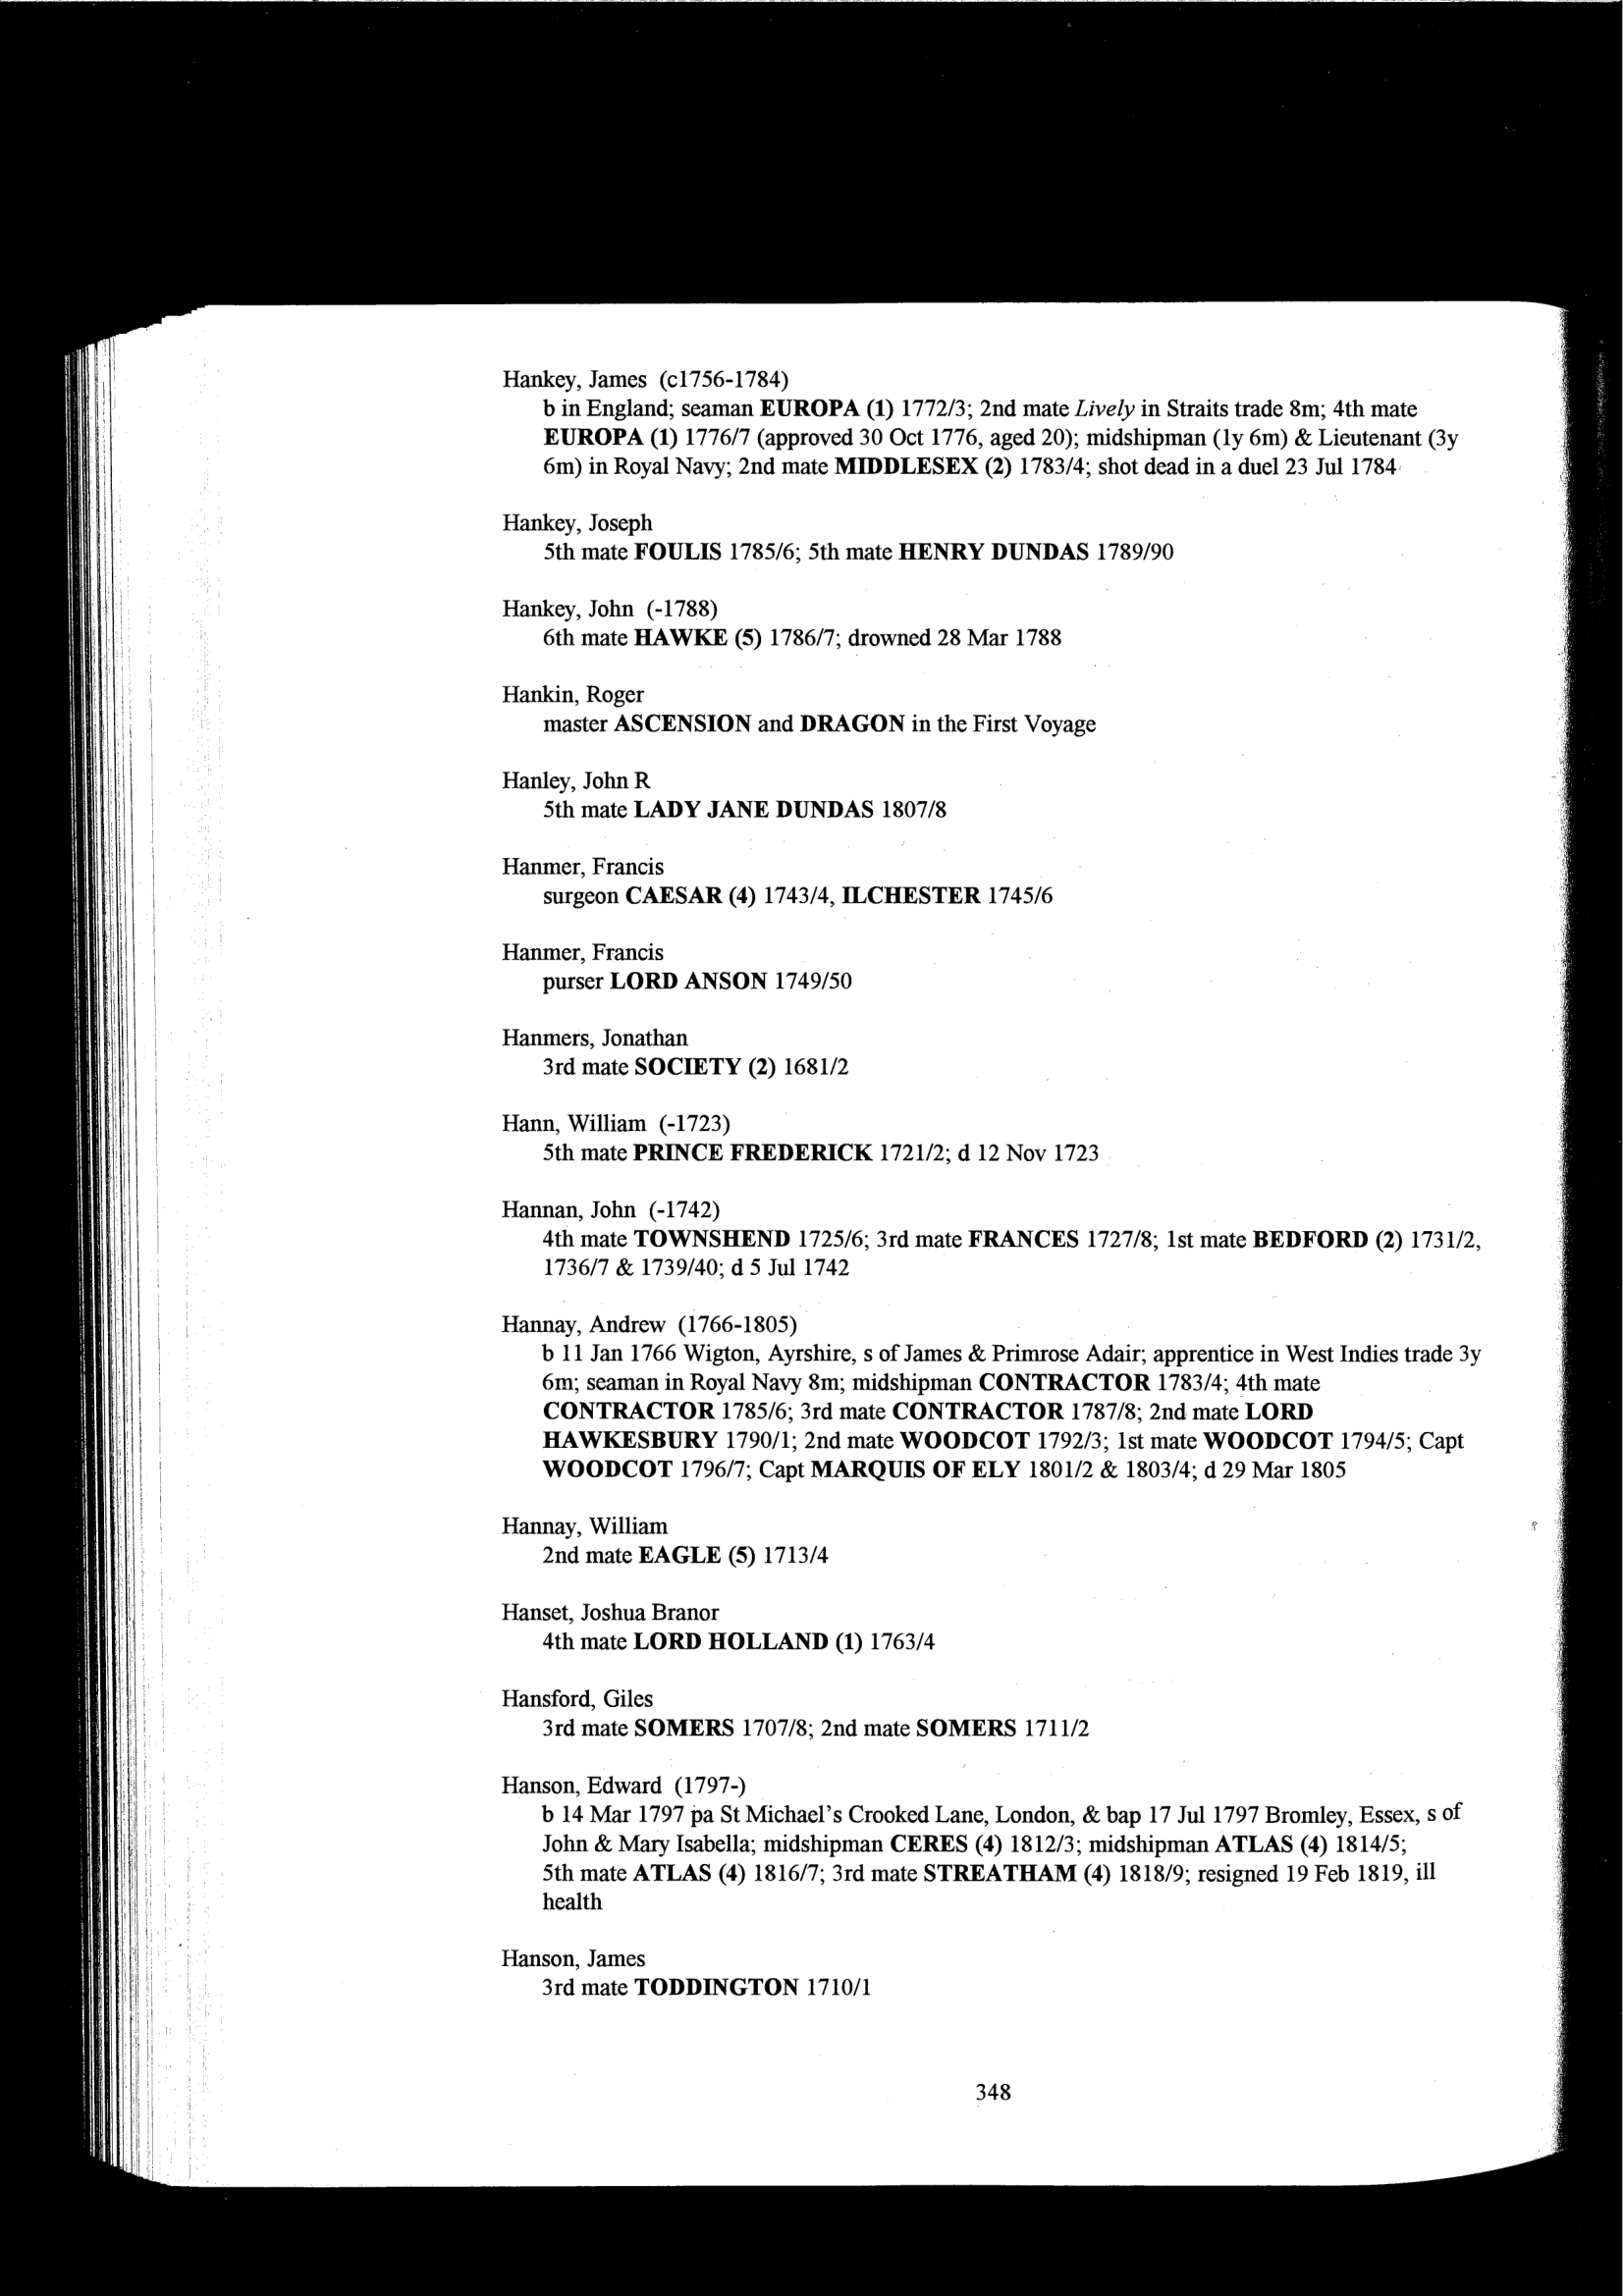 Hankey, James (c1756-1784)
b in England; seaman EUROPA (1) 1772/3; 2nd mate Lively in Straits trade 8m; 4th mate
EUROPA (1) 1776/7 (approved 30 Oct 1776, aged 20); midshipman (1y 6m) & Lieutenant (3y
6m) in Royal Navy; 2nd mate MIDDLESEX (2) 1783/4; shot dead in a duel 23 Jul 1784
Hankey, Joseph
5th mate FOULIS 1785/6; 5th mate HENRY DUNDAS 1789/90
Hankey, John (-1788)
6th mate HAWKE (5) 1786/7; drowned 28 Mar 1788
Hankin, Roger
master ASCENSION and DRAGON in the First Voyage
Hanley, John R
5th mate LADY JANE DUNDAS 1807/8
Hanmer, Francis
surgeon CAESAR (4) 1743/4, ILCHESTER 1745/6
Hanmer, Francis
purser LORD ANSON 1749/50
Hanmers, Jonathan
3rd mate SOCIETY (2) 1681/2
Hann, William (-1723)
5th mate PRINCE FREDERICK 1721/2; d 12 Nov 1723
Hannan, John (-1742)
4th mate TOWNSHEND 1725/6; 3rd mate FRANCES 1727/8; 1st mate BEDFORD (2) 1731/2,
1736/7 & 1739/40; d 5 Jul 1742
Hannay, Andrew (1766-1805)
b 11 Jan 1766 Wigton, Ayrshire, s of James & Primrose Adair; apprentice in West Indies trade 3y
6m; seaman in Royal Navy 8m; midshipman CONTRACTOR 1783/4; 4th mate
CONTRACTOR 1785/6; 3rd mate CONTRACTOR 1787/8; 2nd mate LORD
HAWKESBURY 1790/1; 2nd mate WOODCOT 1792/3; 1st mate WOODCOT 1794/5; Capt
WOODCOT 1796/7; Capt MARQUIS OF ELY 1801/2 & 1803/4; d 29 Mar 1805
Hannay, William
2nd mate EAGLE (5) 1713/4
Hanset, Joshua Branor
4th mate LORD HOLLAND (1) 1763/4
Hansford, Giles
3rd mate SOMERS 1707/8; 2nd mate SOMERS 1711/2
Hanson, Edward (1797-)
b 14 Mar 1797 pa St Michael's Crooked Lane, London, & bap 17 Jul 1797 Bromley, Essex, s of
John & Mary Isabella; midshipman CERES (4) 1812/3; midshipman ATLAS (4) 1814/5;
5th mate ATLAS (4) 1816/7; 3rd mate STREATHAM (4) 1818/9; resigned 19 Feb 1819, ill
health
Hanson, James
3rd mate TODDINGTON 1710/1
348